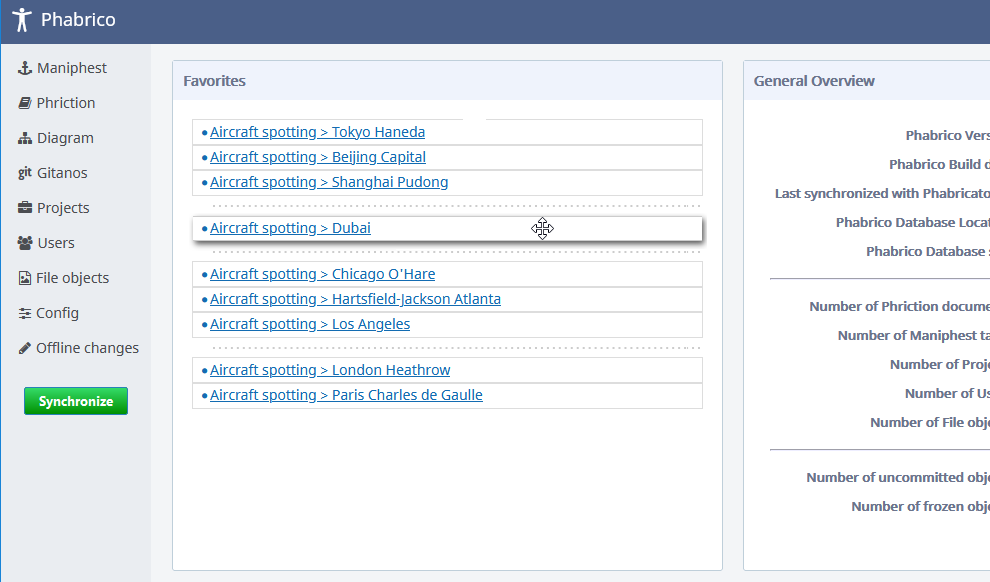 Phabrico
Maniphest
Phriction
Diagram
git Gitanos
Projects
Users
File objects
Config
Offline changes
Synchronize
Favorites
Aircraft spotting > Tokyo Haneda
Aircraft spotting > Beijing Capital
Aircraft spotting > Shanghai Pudong
Aircraft spotting > Dubai
Aircraft spotting > Chicago O'Hare
Aircraft spotting > Hartsfield-Jackson Atlanta
Aircraft spotting > Los Angeles
Aircraft spotting > London Heathrow
Aircraft spotting > Paris Charles de Gaulle
General Overview
Phabrico Vers
Phabrico Build d
Last synchronized with Phabricato
Phabrico Database Locat
Phabrico Database s
Number of Phriction docume
Number of Maniphest ta
Number of Proje
Number of Us
Number of File obje
Number of uncommitted obje
Number of frozen obje